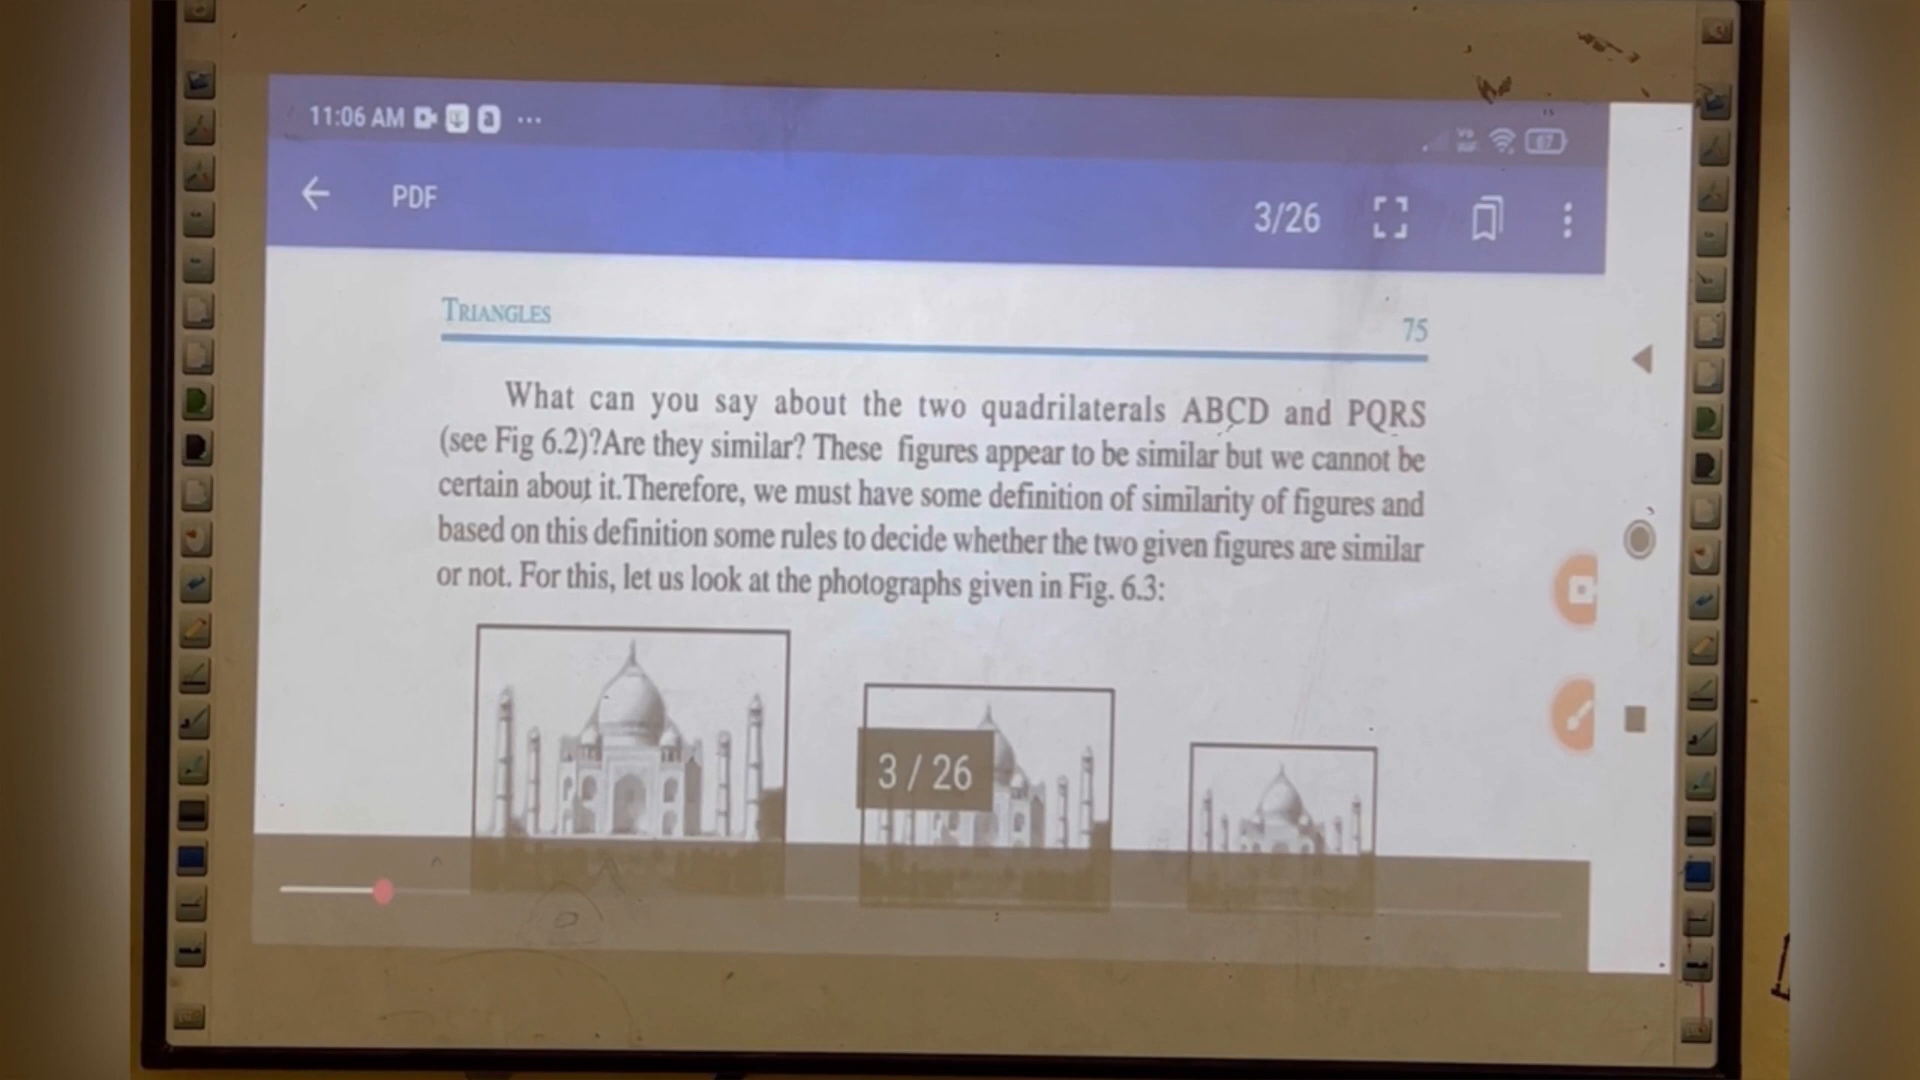 11:06 AM
67
PDF
3/26
TRIANGLES
75
What can you say about the two quadrilaterals ABCD and PQRS
(see Fig 6.2)?Are they similar? These figures appear to be similar but we cannot be
certain about it.Therefore, we must have some definition of similarity of figures and
based on this definition some rules to decide whether the two given figures are similar
or not. For this, let us look at the photographs given in Fig. 6.3:
3 / 26